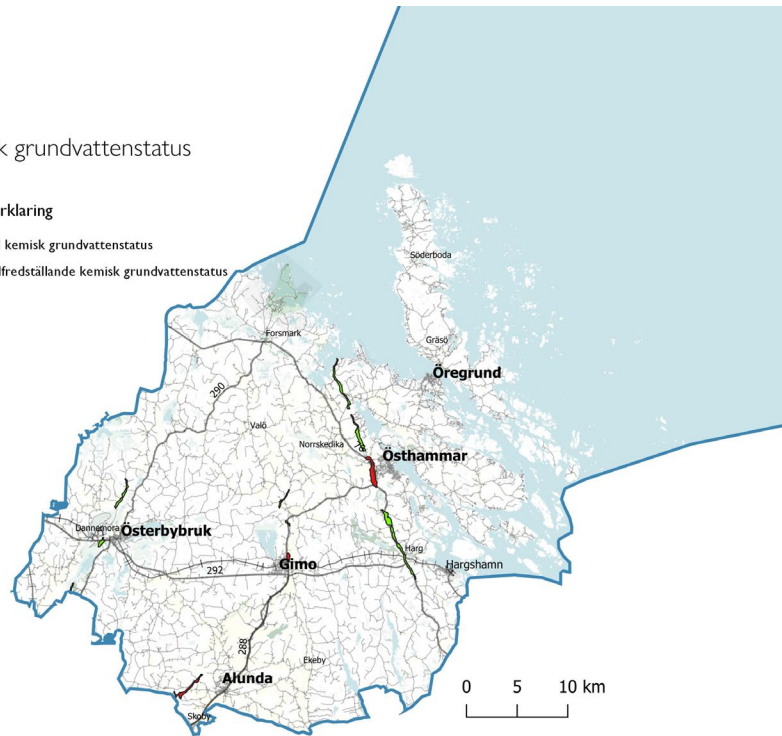 k grundvattenstatus
rklaring
kemisk grundvattenstatus
lfredställande kemisk grundvattenstatus
Söderboda
Forsmark
Gräsö
Öregrund
290
Valö
Norrskedika
Östhammar
Dannemora
Österbybruk
Harg
292
Gimo
Hargshamn
288
Ekeby
Alunda
Skoby
0 5 10 km